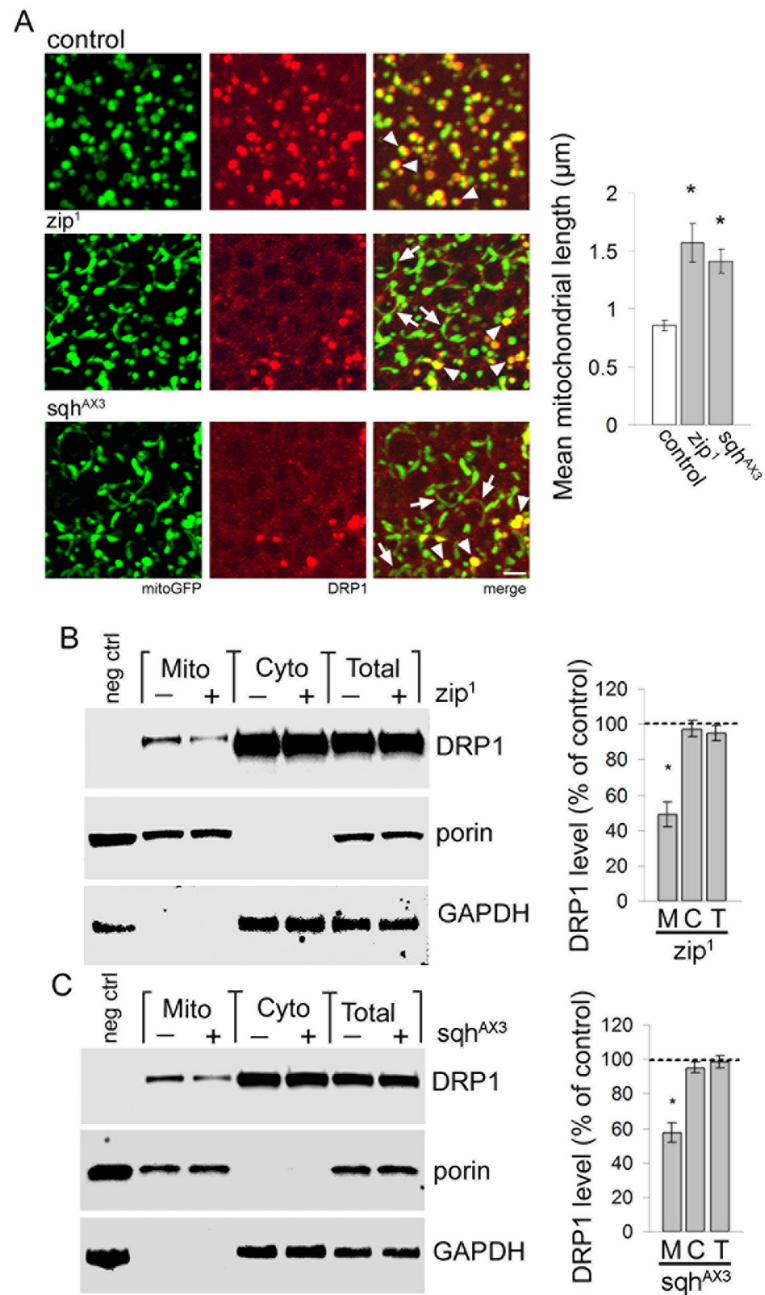 A
control
zip¹
sqhᴬˣ³
mitoGFP
DRP1
merge
Mean mitochondrial length (µm)
2
1.5
1
0.5
0
*
*
control
zip¹
sqhᴬˣ³
B
neg ctrl
Mito
Cyto
Total
– + – + – +
zip¹
DRP1
porin
GAPDH
DRP1 level (% of control)
120
100
80
60
40
20
0
*
M C T
zip¹
C
neg ctrl
Mito
Cyto
Total
– + – + – +
sqhᴬˣ³
DRP1
porin
GAPDH
DRP1 level (% of control)
120
100
80
60
40
20
0
*
M C T
sqhᴬˣ³